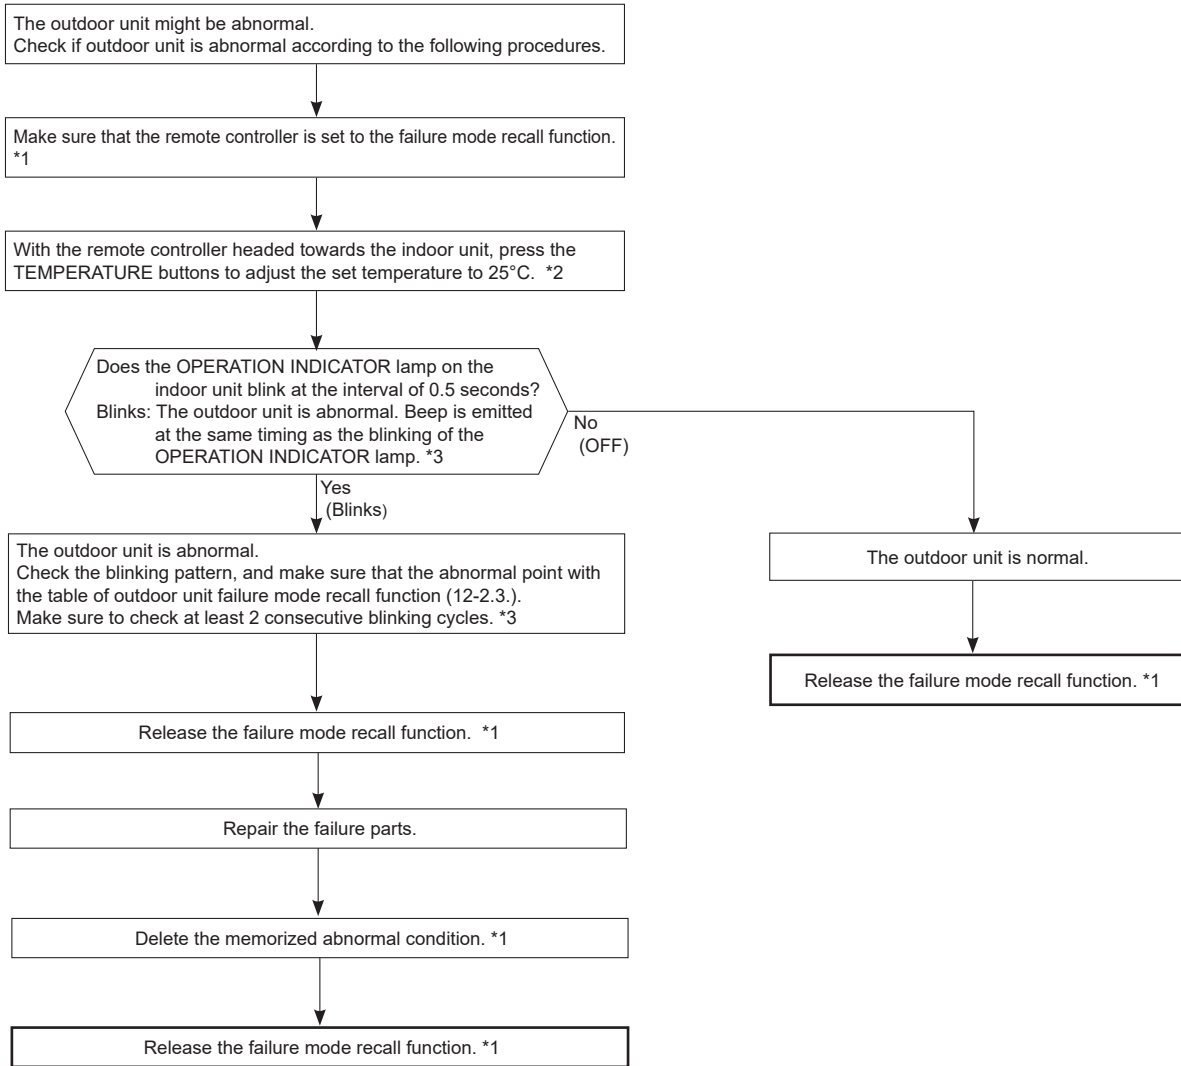 The outdoor unit might be abnormal.
Check if outdoor unit is abnormal according to the following procedures.
Make sure that the remote controller is set to the failure mode recall function.
*1
With the remote controller headed towards the indoor unit, press the
TEMPERATURE buttons to adjust the set temperature to 25°C.  *2
Does the OPERATION INDICATOR lamp on the
indoor unit blink at the interval of 0.5 seconds?
Blinks: The outdoor unit is abnormal. Beep is emitted
at the same timing as the blinking of the
OPERATION INDICATOR lamp. *3
No
(OFF)
Yes
(Blinks)
The outdoor unit is abnormal.
Check the blinking pattern, and make sure that the abnormal point with
the table of outdoor unit failure mode recall function (12-2.3.).
Make sure to check at least 2 consecutive blinking cycles. *3
The outdoor unit is normal.
Release the failure mode recall function. *1
Release the failure mode recall function.  *1
Repair the failure parts.
Delete the memorized abnormal condition. *1
Release the failure mode recall function. *1